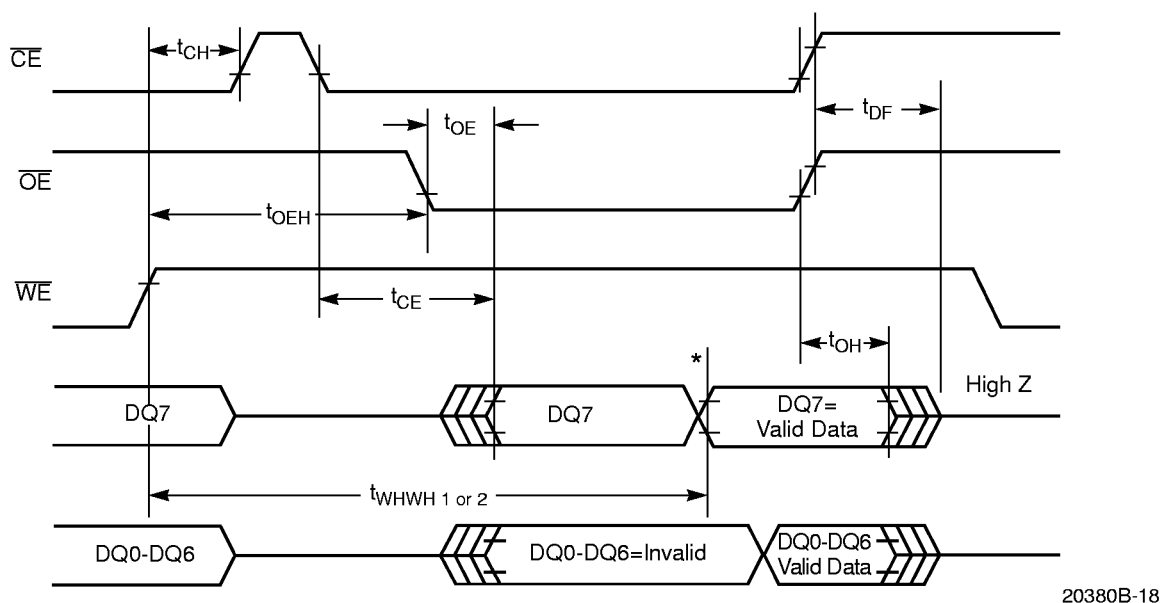 CE
tCH
tDF
tOE
OE
tOEH
WE
tCE
tOH
*
High Z
DQ7
DQ7
DQ7=
Valid Data
tWHWH 1 or 2
DQ0-DQ6
DQ0-DQ6=Invalid
DQ0-DQ6
Valid Data
20380B-18